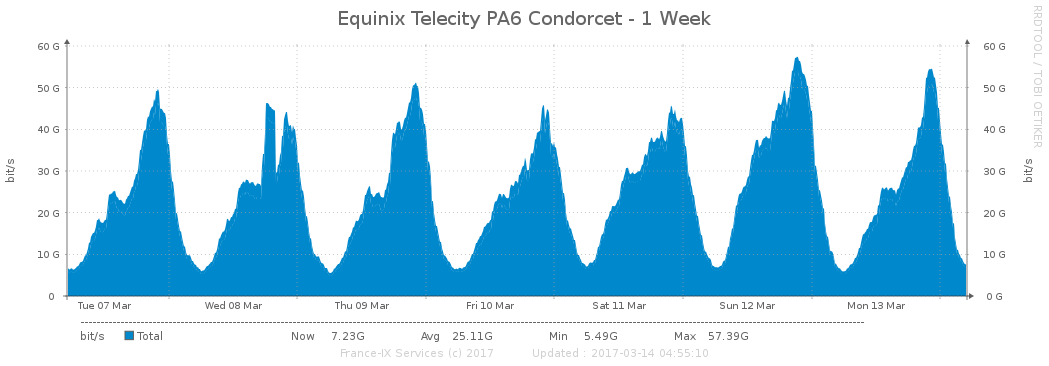 Equinix Telecity PA6 Condorcet - 1 Week
RRDTOOL / TOBI OETIKER
60 G 60 G
50 G 50 G
40 G 40 G
30 G 30 G
20 G 20 G
10 G 10 G
0 0 G
bit/s
bit/s
Tue 07 Mar Wed 08 Mar Thu 09 Mar Fri 10 Mar Sat 11 Mar Sun 12 Mar Mon 13 Mar
bit/s Total Now 7.23G Avg 25.11G Min 5.49G Max 57.39G
France-IX Services (c) 2017 Updated : 2017-03-14 04:55:10